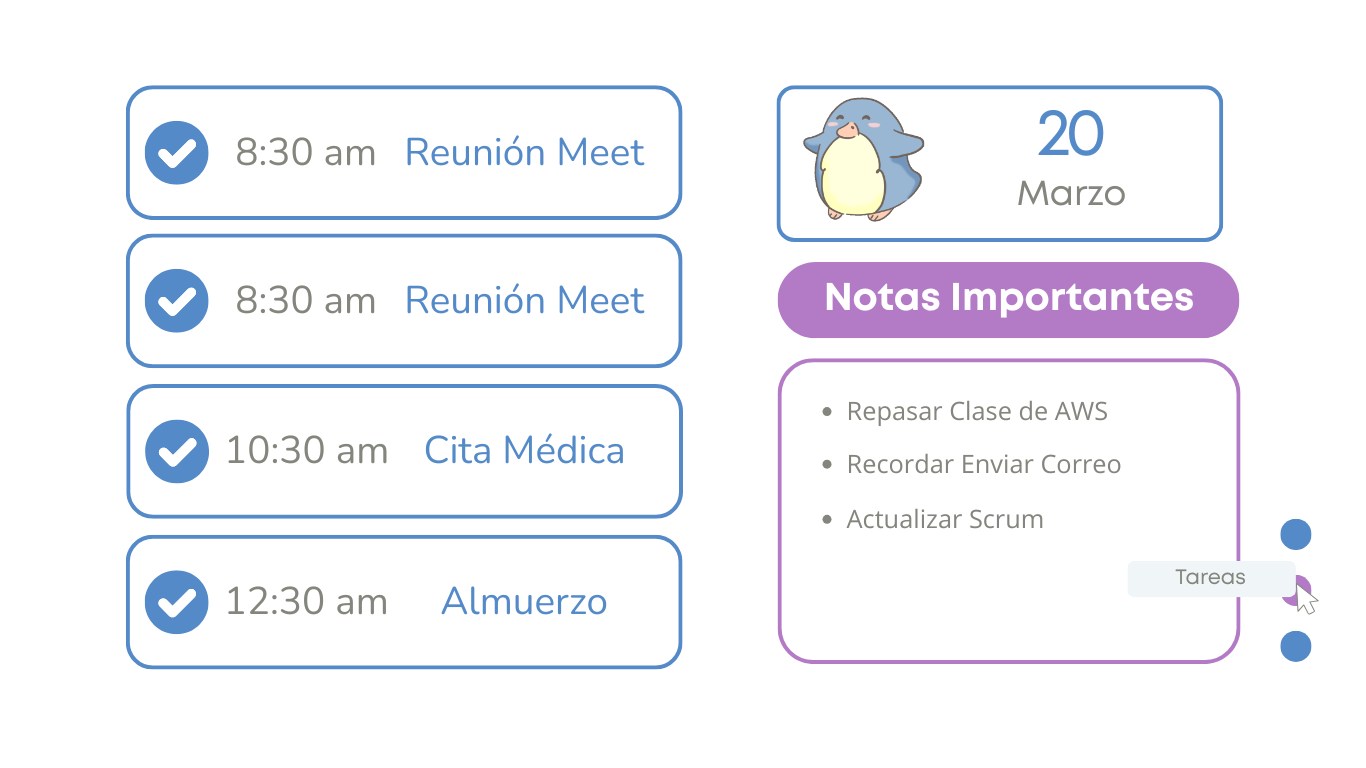 8:30 am Reunión Meet
8:30 am Reunión Meet
10:30 am Cita Médica
12:30 am Almuerzo
20
Marzo
Notas Importantes
• Repasar Clase de AWS
• Recordar Enviar Correo
• Actualizar Scrum
Tareas